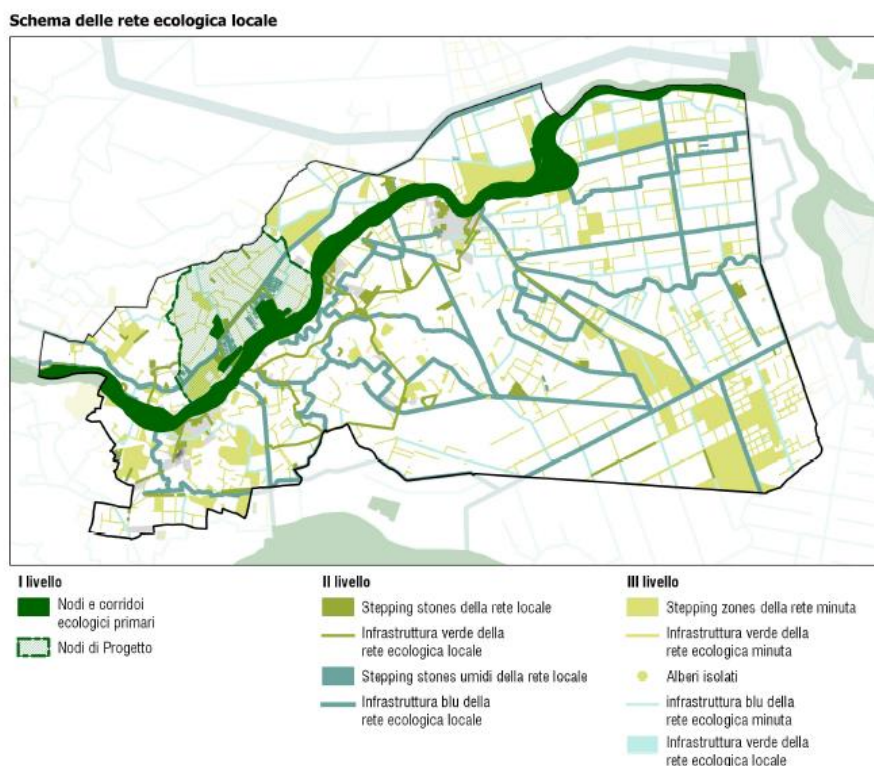 Schema delle rete ecologica locale
I livello
Nodi e corridoi
ecologici primari
Nodi di Progetto
II livello
Stepping stones della rete locale
Infrastruttura verde della
rete ecologica locale
Stepping stones umidi della rete locale
Infrastruttura blu della
rete ecologica locale
III livello
Stepping zones della rete minuta
Infrastruttura verde della
rete ecologica minuta
Alberi isolati
infrastruttura blu della
rete ecologica minuta
Infrastruttura verde della
rete ecologica locale